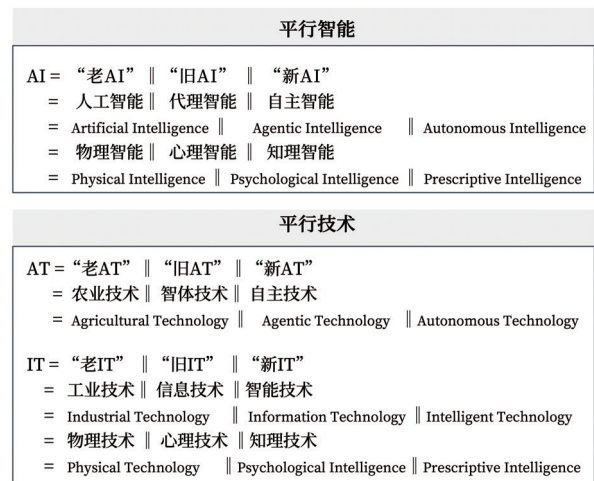 平行智能
AI = “老AI” ‖ “旧AI” ‖ “新AI”
= 人工智能 ‖ 代理智能 ‖ 自主智能
= Artificial Intelligence ‖ Agentic Intelligence ‖ Autonomous Intelligence
= 物理智能 ‖ 心理智能 ‖ 知理智能
= Physical Intelligence ‖ Psychological Intelligence ‖ Prescriptive Intelligence
平行技术
AT = “老AT” ‖ “旧AT” ‖ “新AT”
= 农业技术 ‖ 智体技术 ‖ 自主技术
= Agricultural Technology ‖ Agentic Technology ‖ Autonomous Technology
IT = “老IT” ‖ “旧IT” ‖ “新IT”
= 工业技术 ‖ 信息技术 ‖ 智能技术
= Industrial Technology ‖ Information Technology ‖ Intelligent Technology
= 物理技术 ‖ 心理技术 ‖ 知理技术
= Physical Technology ‖ Psychological Intelligence ‖ Prescriptive Intelligence